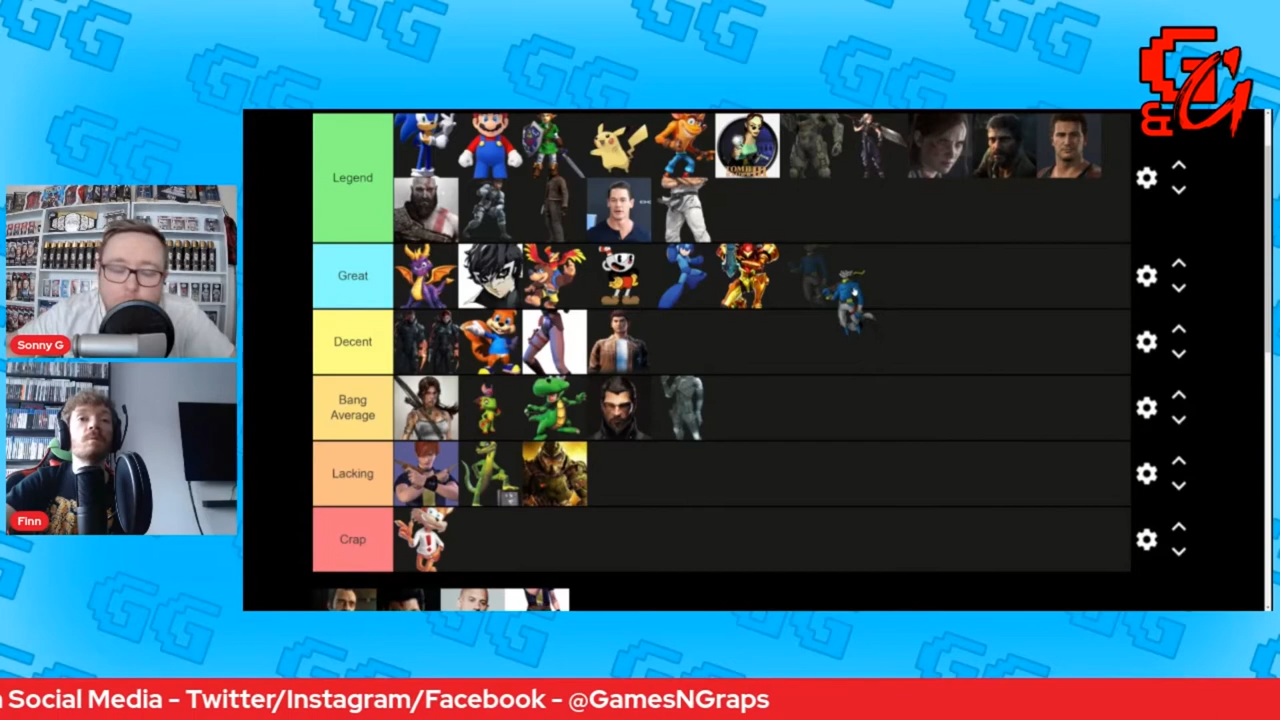 G
& G
Legend
Great
Decent
Bang
Average
Lacking
Crap
Sonny G
Finn
Social Media - Twitter/Instagram/Facebook - @GamesNGraps